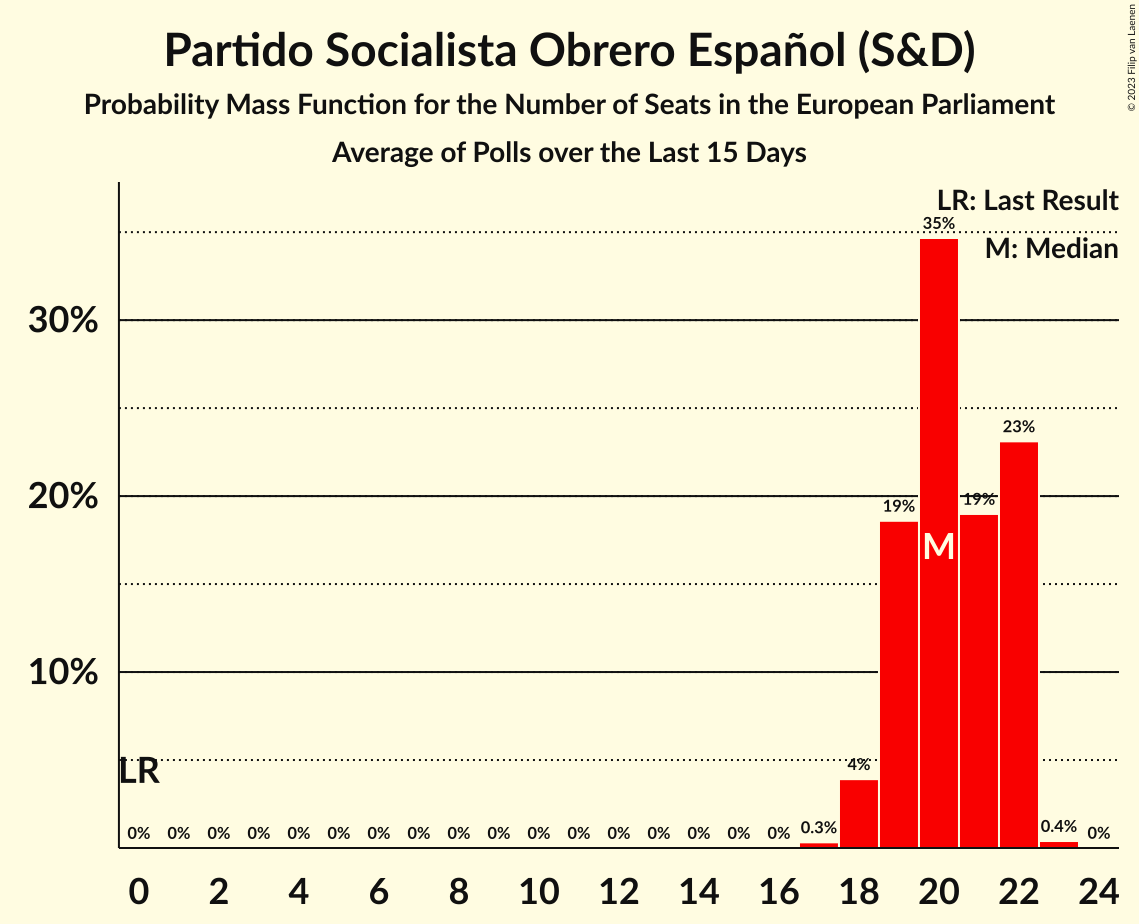 Partido Socialista Obrero Español (S&D)
Probability Mass Function for the Number of Seats in the European Parliament
Average of Polls over the Last 15 Days
© 2023 Filip van Laenen
LR: Last Result
M: Median
35%
30%
23%
20%
19%
19%
M
10%
LR
4%
0% 0% 0% 0% 0% 0% 0% 0% 0% 0% 0% 0% 0% 0% 0% 0% 0% 0.3% 0.4% 0%
0 2 4 6 8 10 12 14 16 18 20 22 24